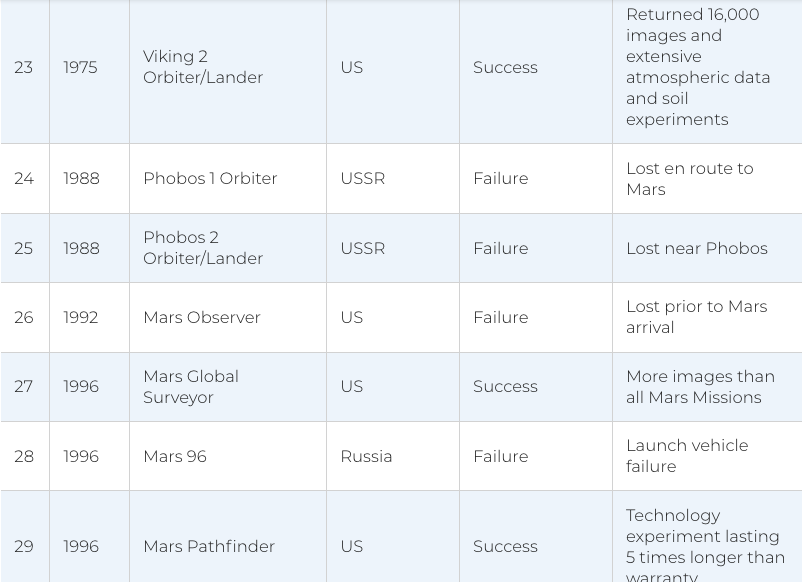 Returned 16,000
images and
extensive
23 1975 Viking 2 Orbiter/Lander US Success atmospheric data
and soil
experiments
24 1988 Phobos 1 Orbiter USSR Failure Lost en route to
Mars
25 1988 Phobos 2 Orbiter/Lander USSR Failure Lost near Phobos
26 1992 Mars Observer US Failure Lost prior to Mars
arrival
27 1996 Mars Global Surveyor US Success More images than
all Mars Missions
28 1996 Mars 96 Russia Failure Launch vehicle
failure
29 1996 Mars Pathfinder US Success Technology
experiment lasting
5 times longer than
warranty